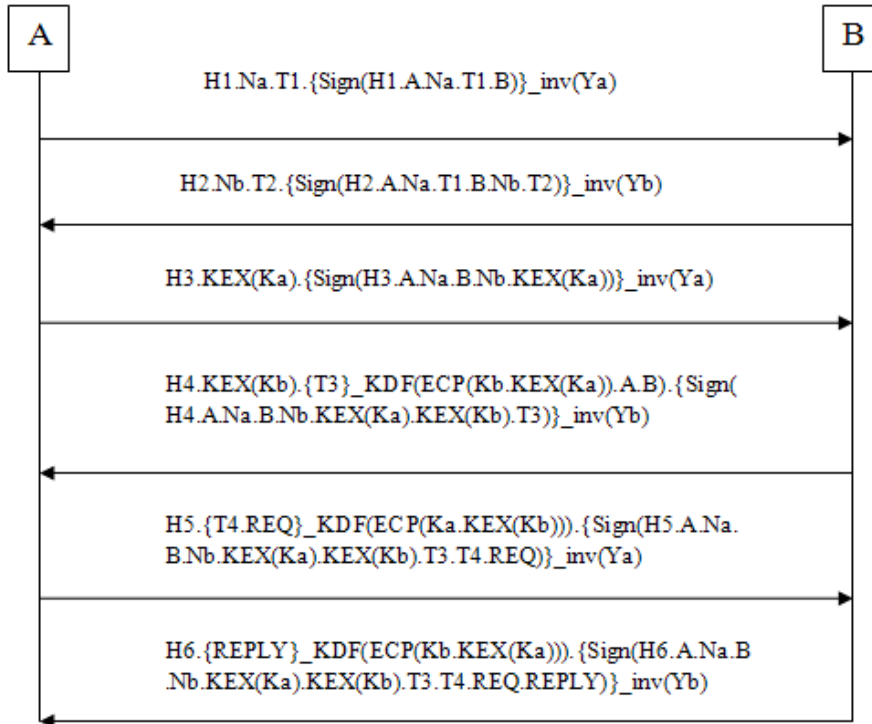 A
B
H1.Na.T1.{Sign(H1.A.Na.T1.B)}_inv(Ya)
H2.Nb.T2.{Sign(H2.A.Na.T1.B.Nb.T2)}_inv(Yb)
H3.KEX(Ka).{Sign(H3.A.Na.B.Nb.KEX(Ka))}_inv(Ya)
H4.KEX(Kb).{T3}_KDF(ECP(Kb.KEX(Ka)).A.B).{Sign(
H4.A.Na.B.Nb.KEX(Ka).KEX(Kb).T3)}_inv(Yb)
H5.{T4.REQ}_KDF(ECP(Ka.KEX(Kb))).{Sign(H5.A.Na.
B.Nb.KEX(Ka).KEX(Kb).T3.T4.REQ)}_inv(Ya)
H6.{REPLY}_KDF(ECP(Kb.KEX(Ka))).{Sign(H6.A.Na.B
.Nb.KEX(Ka).KEX(Kb).T3.T4.REQ.REPLY)}_inv(Yb)